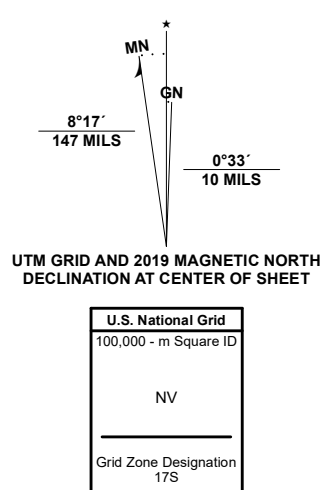 MN
GN
8°17´
147 MILS
0°33´
10 MILS
UTM GRID AND 2019 MAGNETIC NORTH
DECLINATION AT CENTER OF SHEET
U.S. National Grid
100,000 - m Square ID
NV
Grid Zone Designation
17S